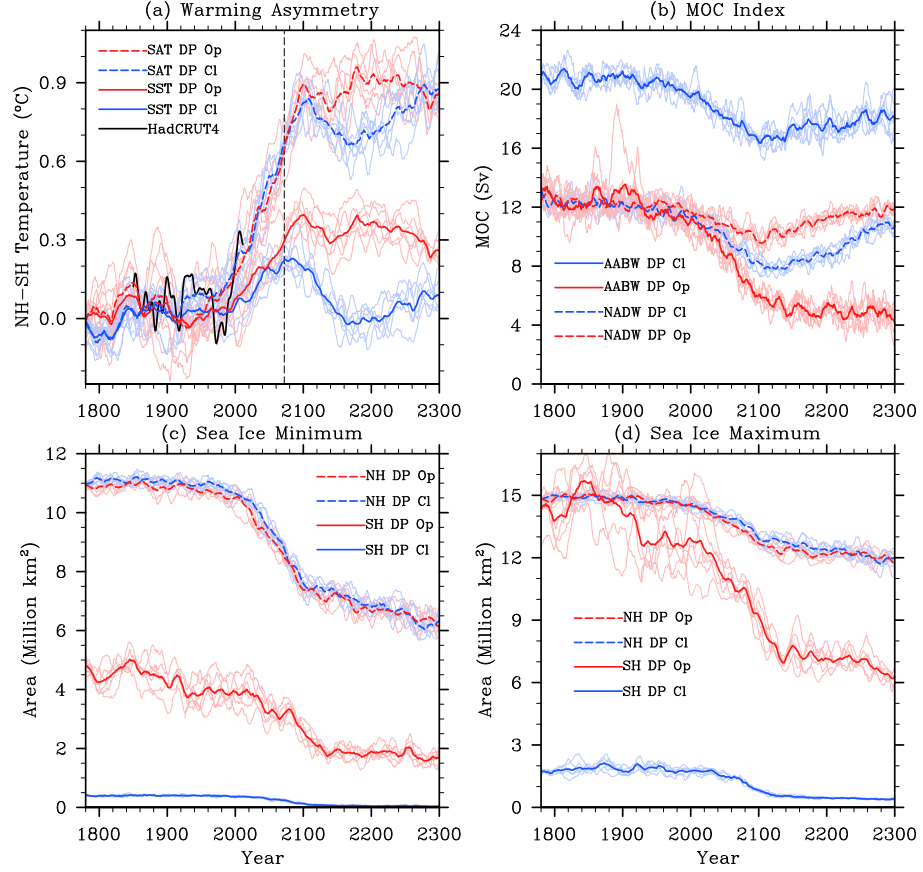 (a) Warming Asymmetry
NH−SH Temperature (°C)
0.9
0.6
0.3
0.0
SAT DP Op
SAT DP Cl
SST DP Op
SST DP Cl
HadCRUT4
1800 1900 2000 2100 2200 2300
(b) MOC Index
MOC (Sv)
24
20
16
12
8
4
0
AABW DP Cl
AABW DP Op
NADW DP Cl
NADW DP Op
1800 1900 2000 2100 2200 2300
(c) Sea Ice Minimum
Area (Million km²)
12
10
8
6
4
2
0
NH DP Op
NH DP Cl
SH DP Op
SH DP Cl
1800 1900 2000 2100 2200 2300
Year
(d) Sea Ice Maximum
Area (Million km²)
15
12
9
6
3
0
NH DP Op
NH DP Cl
SH DP Op
SH DP Cl
1800 1900 2000 2100 2200 2300
Year